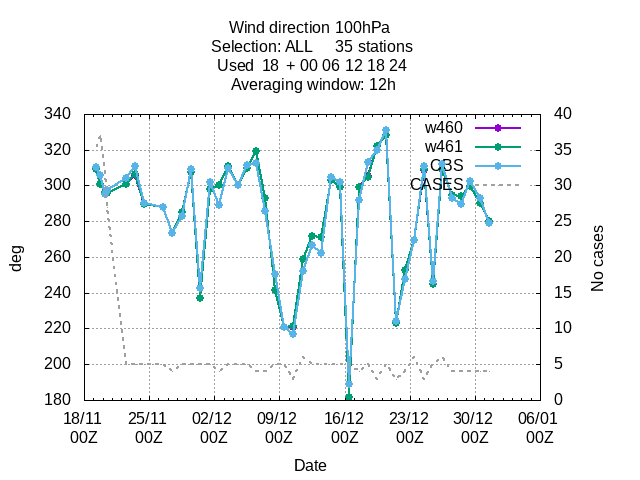 Wind direction 100hPa
Selection: ALL 35 stations
Used 18 + 00 06 12 18 24
Averaging window: 12h
340 40
w460
w461
320 35
OBS
CASES
300 30
280 25
deg
No cases
260 20
240 15
220 10
200 5
180 0
18/11 25/11 02/12 09/12 16/12 23/12 30/12 06/01
00Z 00Z 00Z 00Z 00Z 00Z 00Z 00Z
Date